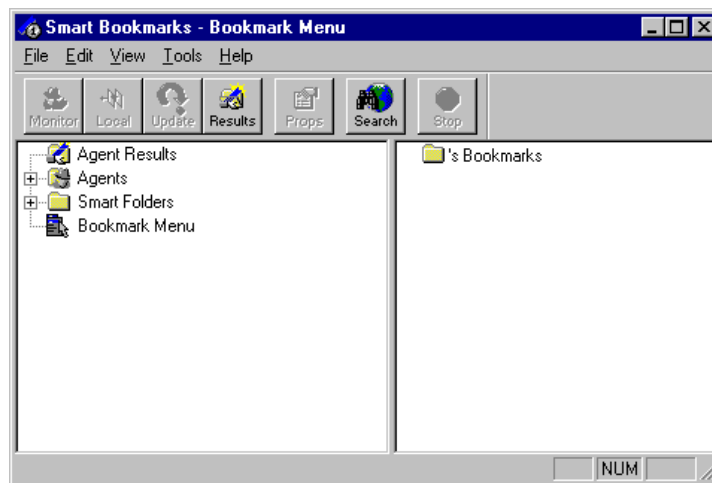 Smart Bookmarks - Bookmark Menu
File Edit View Tools Help
Monitor Local Update Results Props Search Stop
Agent Results
Agents
Smart Folders
Bookmark Menu
's Bookmarks
NUM